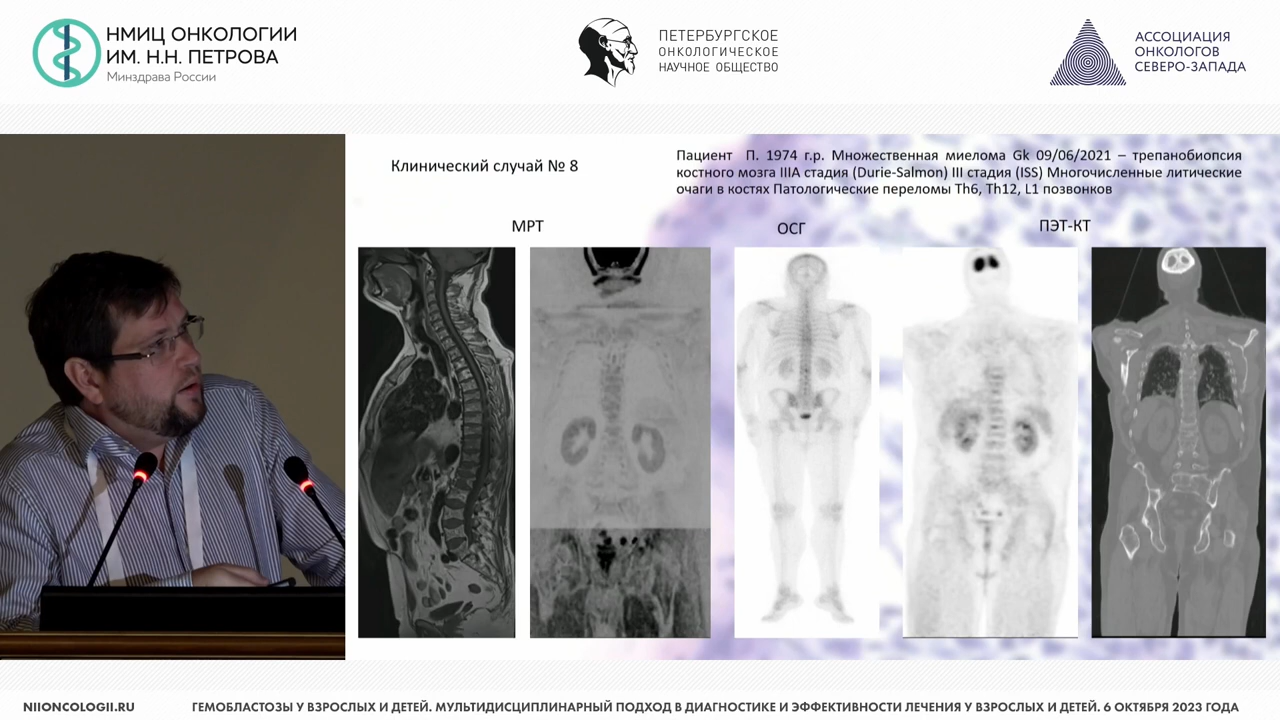 НМИЦ ОНКОЛОГИИ
ИМ. Н.Н. ПЕТРОВА
Минздрава России
ПЕТЕРБУРГСКОЕ
ОНКОЛОГИЧЕСКОЕ
НАУЧНОЕ ОБЩЕСТВО
АССОЦИАЦИЯ
ОНКОЛОГОВ
СЕВЕРО-ЗАПАДА
Клинический случай № 8
Пациент П. 1974 г.р. Множественная миелома Gk 09/06/2021 – трепанобиопсия
костного мозга IIIA стадия (Durie-Salmon) III стадия (ISS) Многочисленные литические
очаги в костях Патологические переломы Th6, Th12, L1 позвонков
МРТ
ОСГ
ПЭТ-КТ
NIIONCOLOGII.RU
ГЕМОБЛАСТОЗЫ У ВЗРОСЛЫХ И ДЕТЕЙ. МУЛЬТИДИСЦИПЛИНАРНЫЙ ПОДХОД В ДИАГНОСТИКЕ И ЭФФЕКТИВНОСТИ ЛЕЧЕНИЯ У ВЗРОСЛЫХ И ДЕТЕЙ. 6 ОКТЯБРЯ 2023 ГОДА